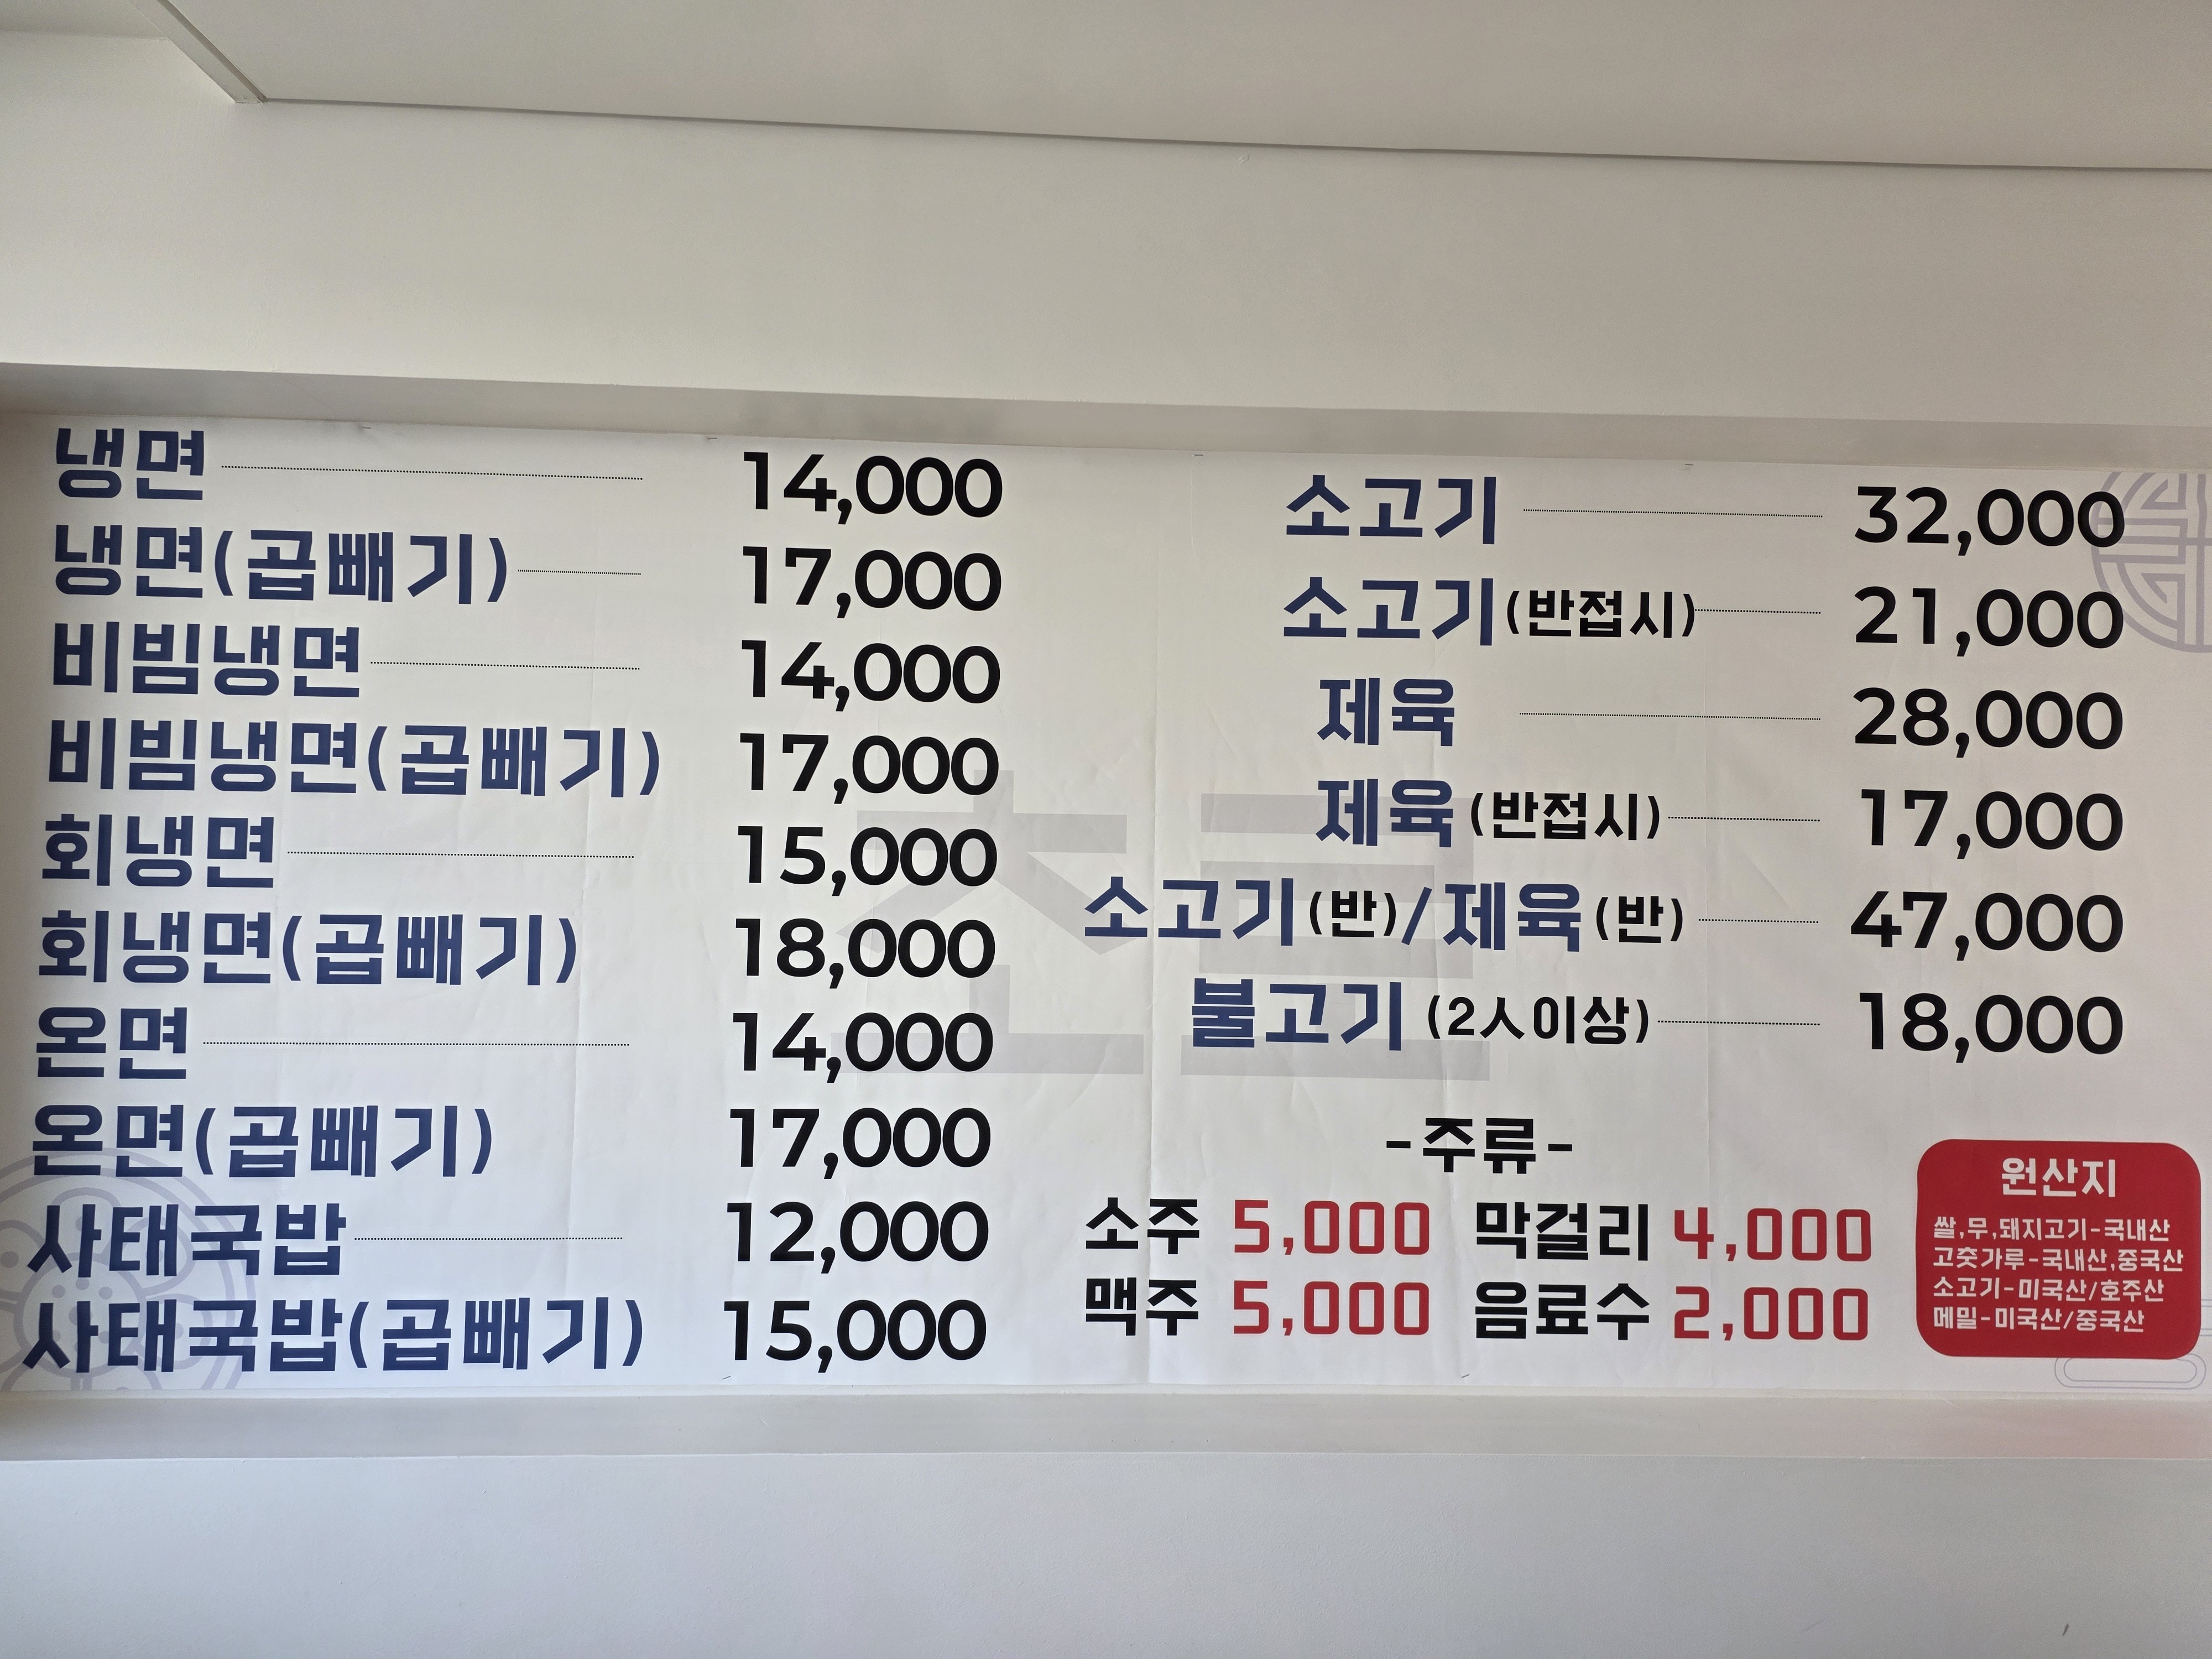 냉면 14,000
냉면(곱빼기) 17,000
비빔냉면 14,000
비빔냉면(곱빼기) 17,000
회냉면 15,000
회냉면(곱빼기) 18,000
온면 14,000
온면(곱빼기) 17,000
사태국밥 12,000
사태국밥(곱빼기) 15,000
소고기 32,000
소고기(반접시) 21,000
제육 28,000
제육(반접시) 17,000
소고기(반)/제육(반) 47,000
불고기 (2人이상) 18,000
-주류-
소주 5,000 막걸리 4,000
맥주 5,000 음료수 2,000
원산지
쌀,무,돼지고기-국내산
고춧가루-국내산,중국산
소고기-미국산/호주산
메밀-미국산/중국산